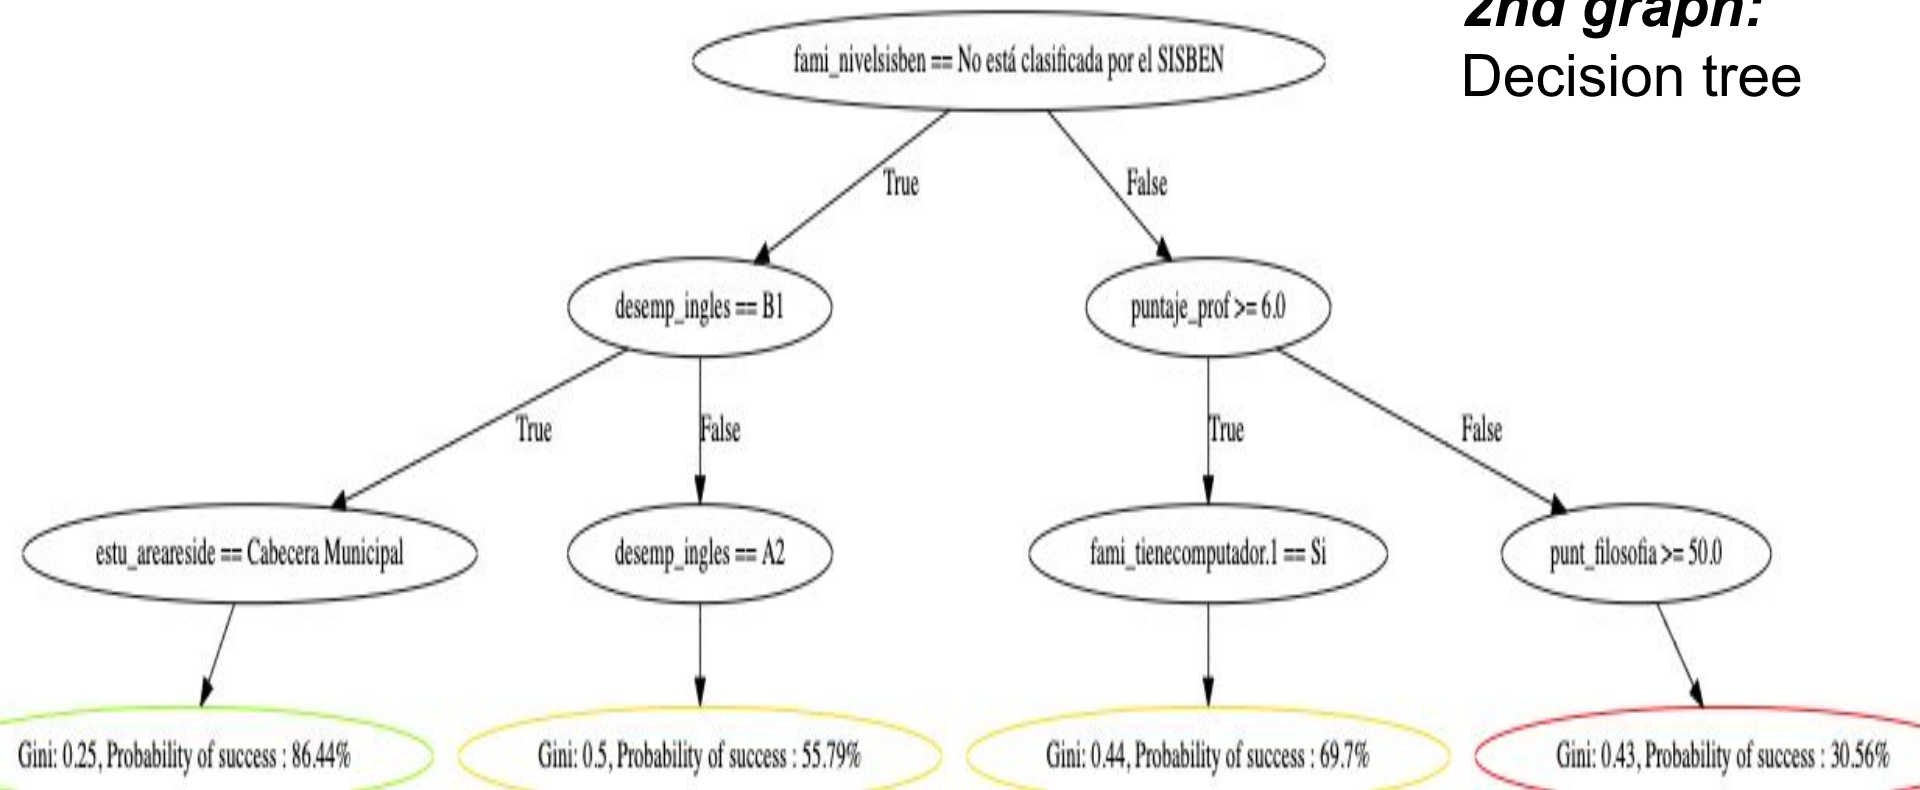 2nd graph:
Decision tree
fami_nivelsisben == No está clasificada por el SISBEN
True
False
desemp_ingles == B1
puntaje_prof >= 6.0
True
False
True
False
estu_areareside == Cabecera Municipal
desemp_ingles == A2
fami_tienecomputador.1 == Si
punt_filosofia >= 50.0
Gini: 0.25, Probability of success : 86.44%
Gini: 0.5, Probability of success : 55.79%
Gini: 0.44, Probability of success : 69.7%
Gini: 0.43, Probability of success : 30.56%